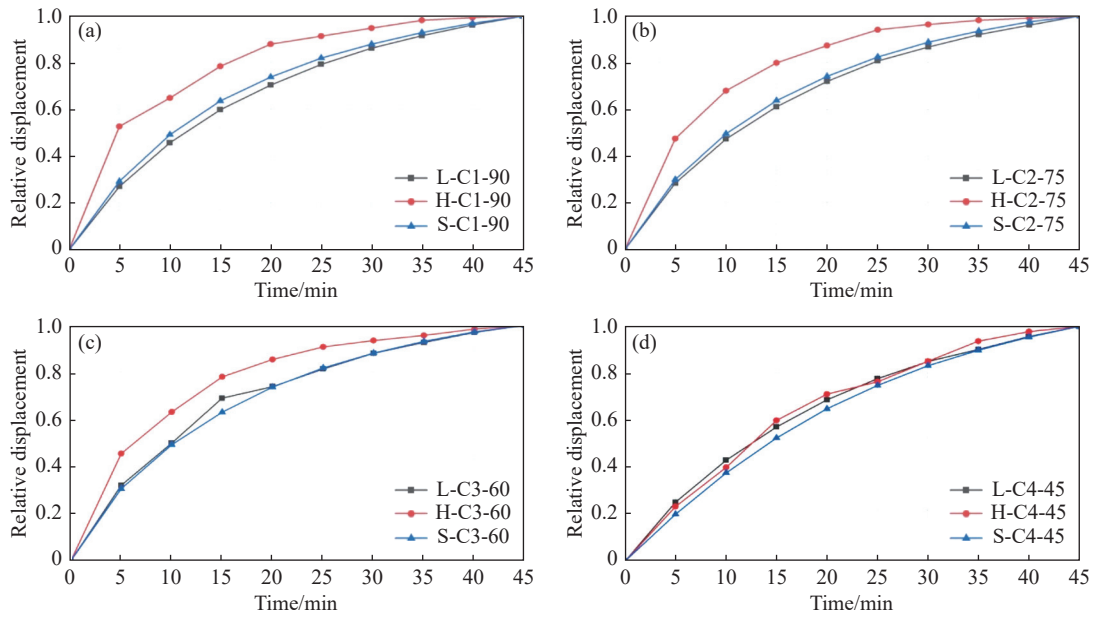 (a)
Relative displacement
1.0
0.8
0.6
0.4
0.2
0
L-C1-90
H-C1-90
S-C1-90
0 5 10 15 20 25 30 35 40 45
Time/min
(b)
Relative displacement
1.0
0.8
0.6
0.4
0.2
0
L-C2-75
H-C2-75
S-C2-75
0 5 10 15 20 25 30 35 40 45
Time/min
(c)
Relative displacement
1.0
0.8
0.6
0.4
0.2
0
L-C3-60
H-C3-60
S-C3-60
0 5 10 15 20 25 30 35 40 45
Time/min
(d)
Relative displacement
1.0
0.8
0.6
0.4
0.2
0
L-C4-45
H-C4-45
S-C4-45
0 5 10 15 20 25 30 35 40 45
Time/min